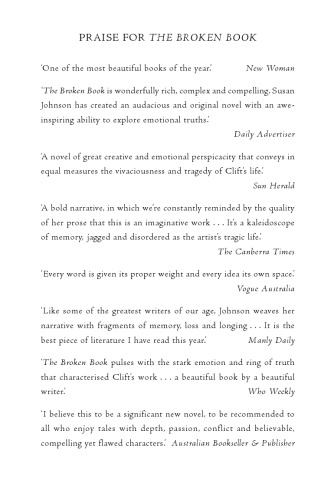 PRAISE FOR THE BROKEN BOOK
‘One of the most beautiful books of the year.’ New Woman
‘The Broken Book is wonderfully rich, complex and compelling. Susan
Johnson has created an audacious and original novel with an awe-
inspiring ability to explore emotional truths.’
Daily Advertiser
‘A novel of great creative and emotional perspicacity that conveys in
equal measures the vivaciousness and tragedy of Clift’s life.’
Sun Herald
‘A bold narrative, in which we’re constantly reminded by the quality
of her prose that this is an imaginative work . . . It’s a kaleidoscope
of memory, jagged and disordered as the artist’s tragic life.’
The Canberra Times
‘Every word is given its proper weight and every idea its own space.’
Vogue Australia
‘Like some of the greatest writers of our age, Johnson weaves her
narrative with fragments of memory, loss and longing . . . It is the
best piece of literature I have read this year.’ Manly Daily
‘The Broken Book pulses with the stark emotion and ring of truth
that characterised Clift’s work . . . a beautiful book by a beautiful
writer.’ Who Weekly
‘I believe this to be a significant new novel, to be recommended to
all who enjoy tales with depth, passion, conflict and believable,
compelling yet flawed characters.’ Australian Bookseller & Publisher